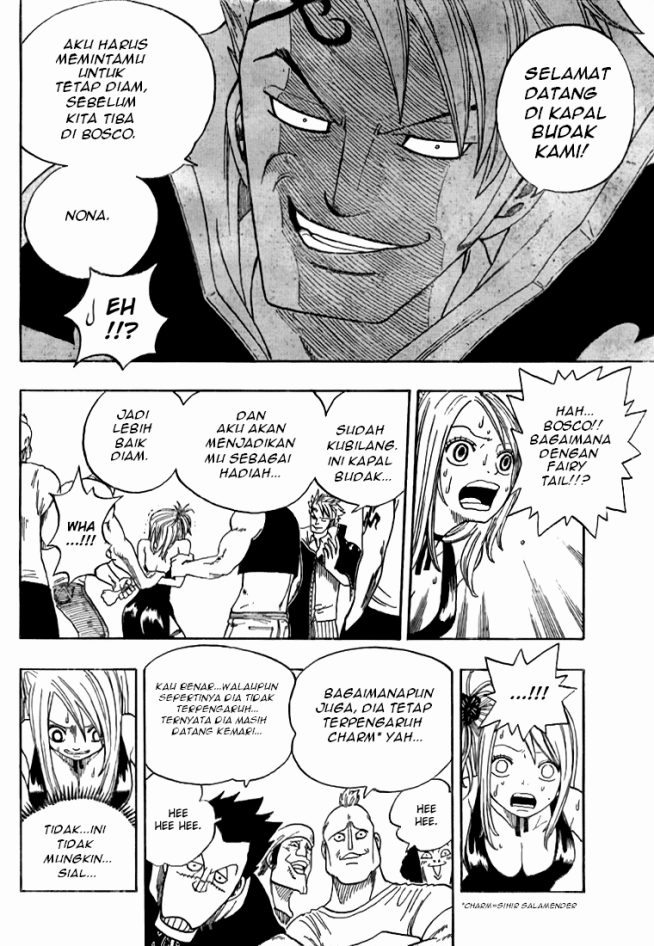 SELAMAT
DATANG
DI KAPAL
BUDAK
KAMI!
AKU HARUS
MEMINTAMU
UNTUK
TETAP DIAM,
SEBELUM
KITA TIBA
DI BOSCO.
NONA.
EH
!!?
HAH...
BOSCO!!
BAGAIMANA
DENGAN
FAIRY
TAIL!!?
SUDAH
KUBILANG.
INI KAPAL
BUDAK...
DAN
AKU AKAN
MENJADIKAN
MU SEBAGAI
HADIAH...
JADI
LEBIH
BAIK
DIAM.
WHA
...!!!
...!!!
BAGAIMANAPUN
JUGA, DIA TETAP
TERPENGARUH
CHARM* YAH...
HEE
HEE.
KAU BENAR...WALAUPUN
SEPERTINYA DIA TIDAK
TERPENGARUH...
TERNYATA DIA MASIH
DATANG KEMARI...
HEE
HEE HEE.
TIDAK...INI
TIDAK
MUNGKIN...
SIAL...
*CHARM=SIHIR SALAMENDER